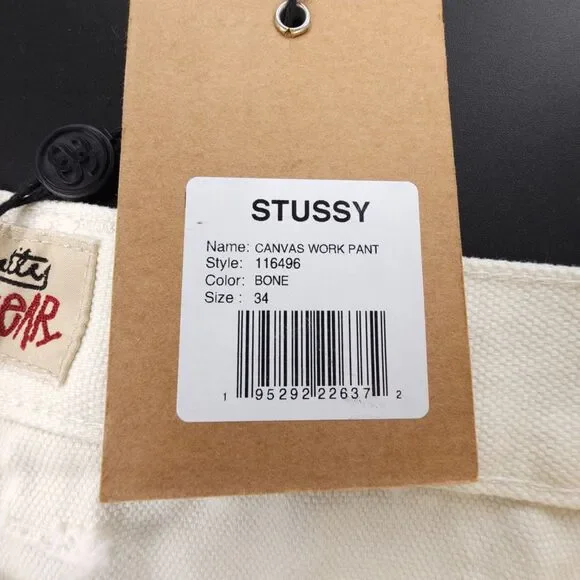 STUSSY
Name: CANVAS WORK PANT
Style: 116496
Color: BONE
Size: 34
1 95292 22637 2